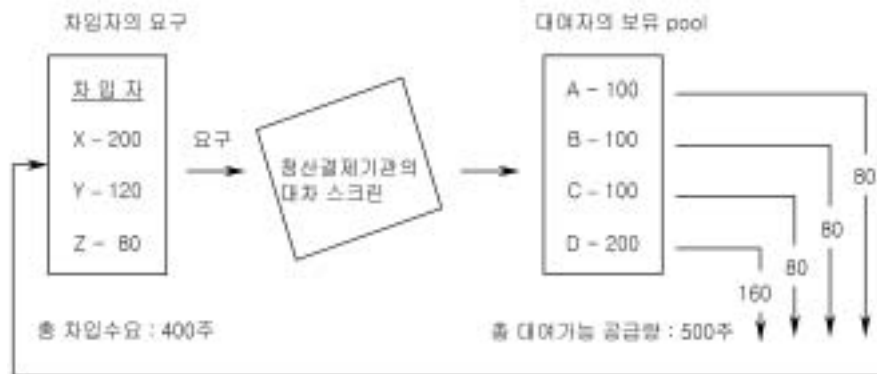 차입자의 요구
대여자의 보유 pool
차 입 자
X - 200
Y - 120
Z - 80
요구
청산결제기관의
대차 스크린
A - 100
B - 100
C - 100
D - 200
80
80
80
160
총 차입수요 : 400주
총 대여가능 공급량 : 500주